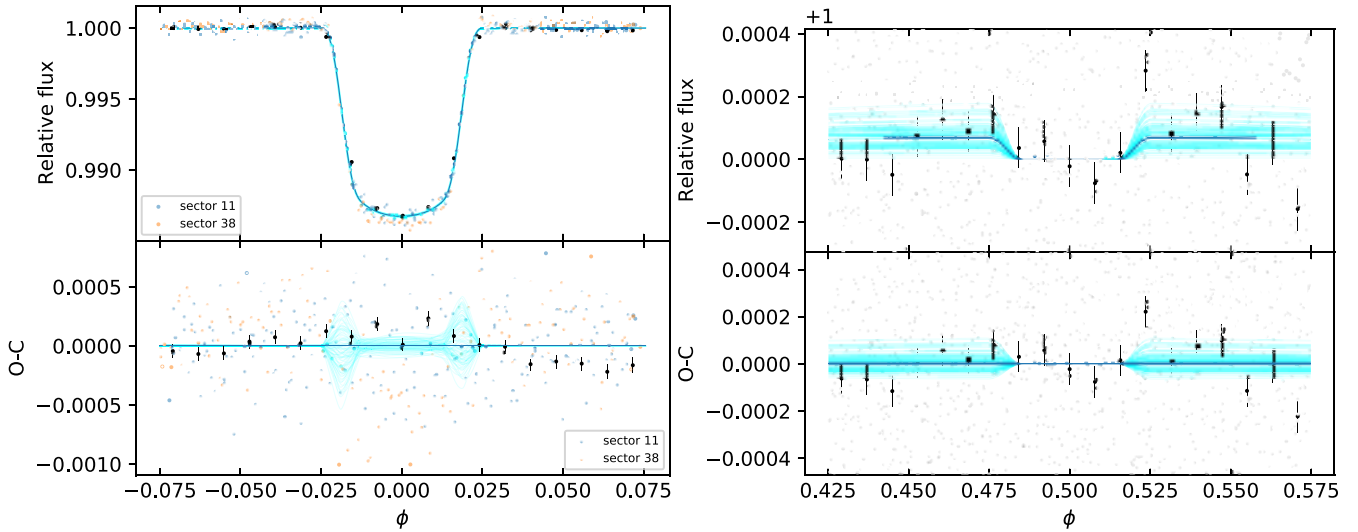 1.000
0.995
0.990
Relative flux
sector 11
sector 38
0.0005
0.0000
−0.0005
−0.0010
O-C
sector 11
sector 38
−0.075 −0.050 −0.025 0.000 0.025 0.050 0.075
ϕ
+1
0.0004
0.0002
0.0000
−0.0002
Relative flux
0.0004
0.0002
0.0000
−0.0002
−0.0004
O-C
0.425 0.450 0.475 0.500 0.525 0.550 0.575
ϕ